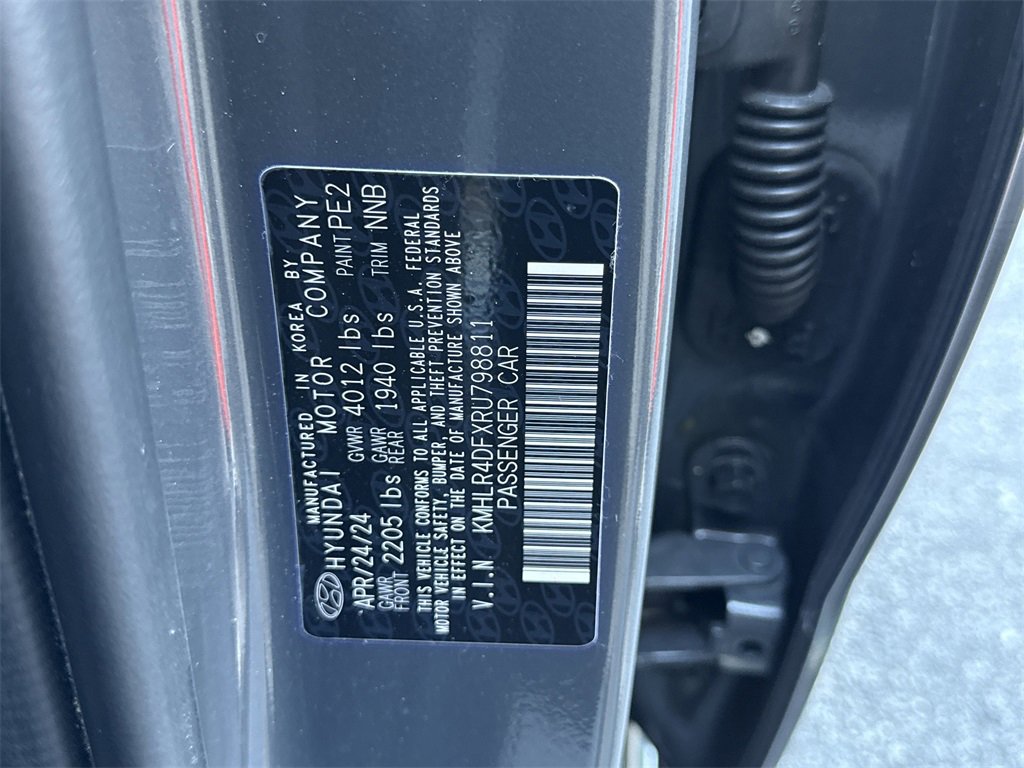 MANUFACTURED IN KOREA BY
HYUNDAI MOTOR COMPANY
APR/24/24 GVWR 4012 lbs PAINT PE2
GAWR FRONT 2205 lbs GAWR REAR 1940 lbs TRIM NNB
THIS VEHICLE CONFORMS TO ALL APPLICABLE U.S.A. FEDERAL
MOTOR VEHICLE SAFETY, BUMPER, AND THEFT PREVENTION STANDARDS
IN EFFECT ON THE DATE OF MANUFACTURE SHOWN ABOVE
V.I.N KMHLR4DFXRU798811
PASSENGER CAR